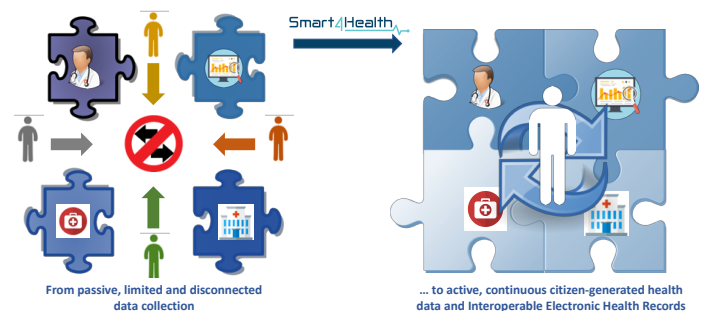 Smart4Health
From passive, limited and disconnected
data collection
... to active, continuous citizen-generated health
data and Interoperable Electronic Health Records